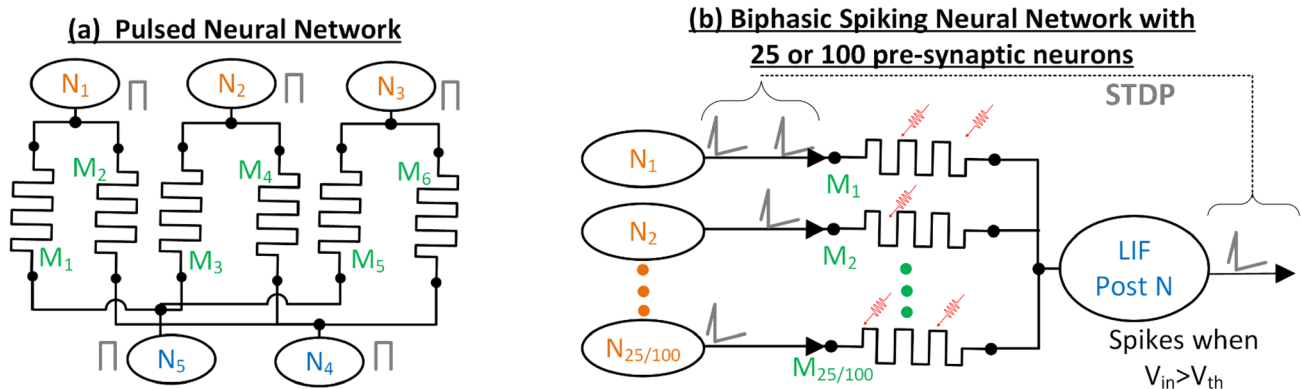 (a) Pulsed Neural Network
N1
N2
N3
M2
M4
M6
M1
M3
M5
N5
N4
(b) Biphasic Spiking Neural Network with
25 or 100 pre-synaptic neurons
STDP
N1
M1
N2
M2
N25/100
M25/100
LIF
Post N
Spikes when
Vin>Vth